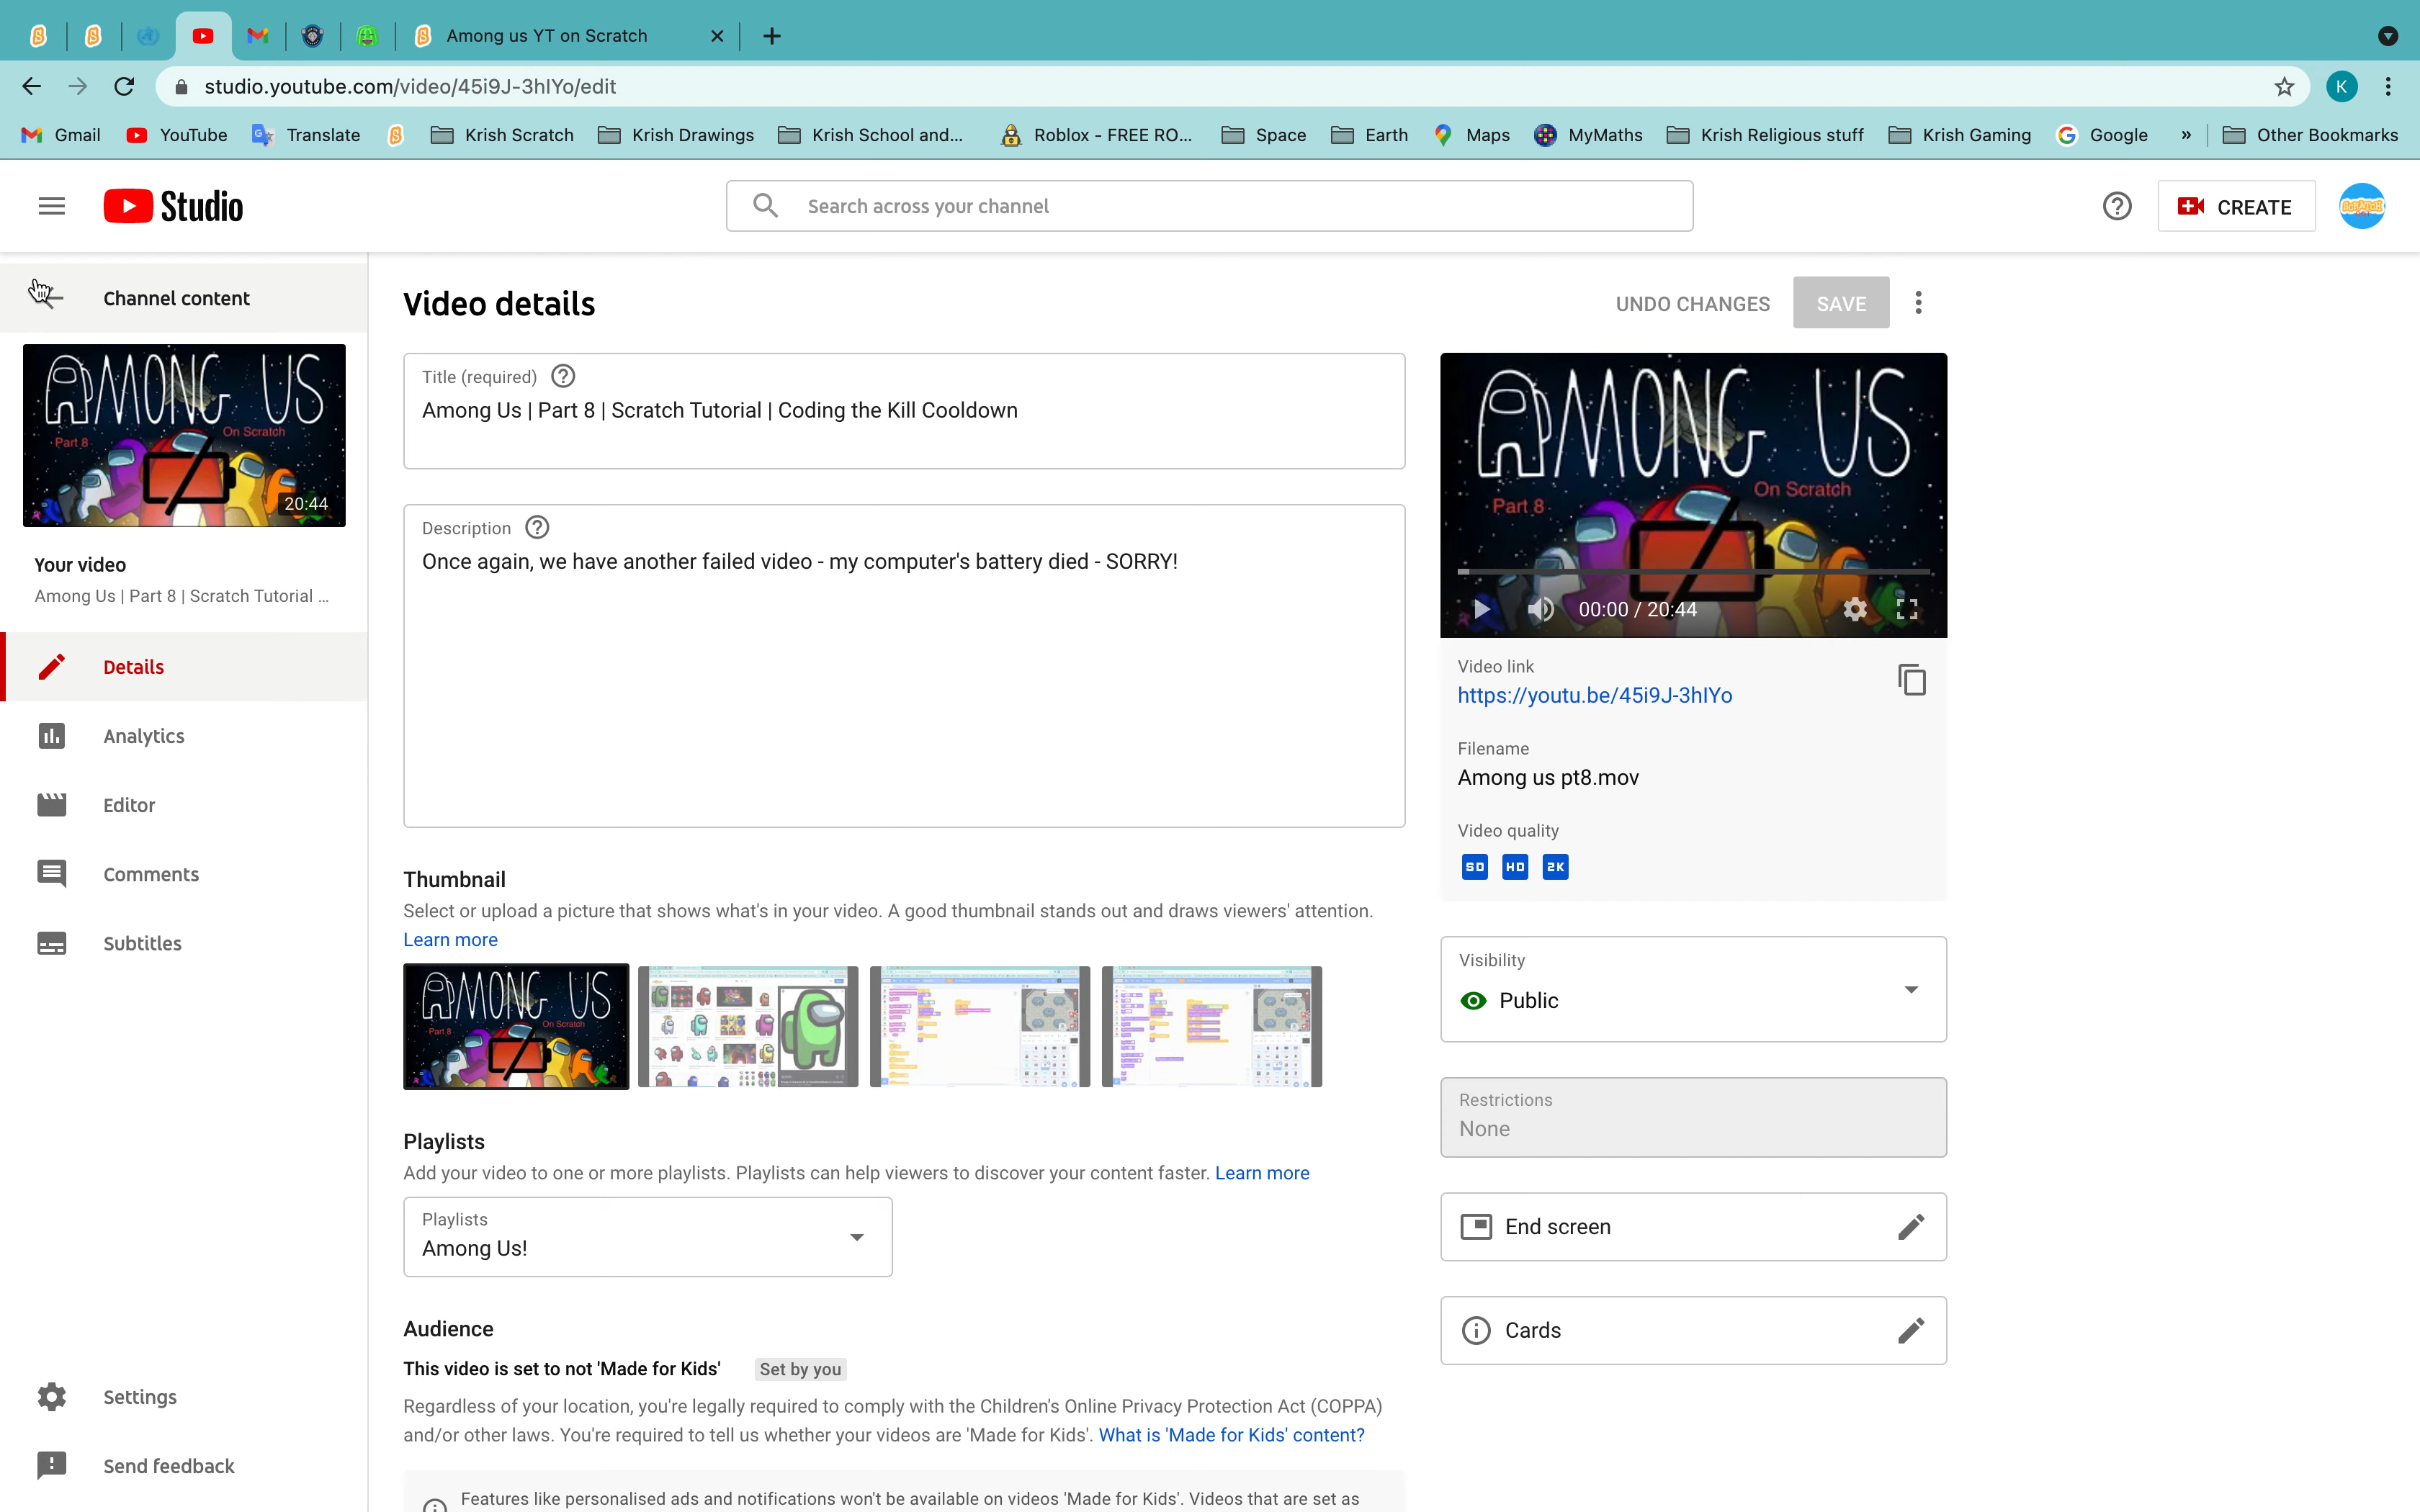 Among us YT on Scratch
studio.youtube.com/video/45i9J-3hIYo/edit
K
Gmail
YouTube
Translate
Krish Scratch
Krish Drawings
Krish School and...
Roblox - FREE RO...
Space
Earth
Maps
MyMaths
Krish Religious stuff
Krish Gaming
Google
»
Other Bookmarks
Studio
Search across your channel
CREATE
Channel content
AMONG US
Part 8
On Scratch
20:44
Your video
Among Us | Part 8 | Scratch Tutorial ...
Details
Analytics
Editor
Comments
Subtitles
Settings
Send feedback
Video details
UNDO CHANGES
SAVE
Title (required)
Among Us | Part 8 | Scratch Tutorial | Coding the Kill Cooldown
Description
Once again, we have another failed video - my computer's battery died - SORRY!
Thumbnail
Select or upload a picture that shows what's in your video. A good thumbnail stands out and draws viewers' attention.
Learn more
AMONG US
Part 8
On Scratch
Playlists
Add your video to one or more playlists. Playlists can help viewers to discover your content faster. Learn more
Playlists
Among Us!
Audience
This video is set to not 'Made for Kids'
Set by you
Regardless of your location, you're legally required to comply with the Children's Online Privacy Protection Act (COPPA)
and/or other laws. You're required to tell us whether your videos are 'Made for Kids'. What is 'Made for Kids' content?
Features like personalised ads and notifications won't be available on videos 'Made for Kids'. Videos that are set as
AMONG US
On Scratch
Part 8
00:00 / 20:44
Video link
https://youtu.be/45i9J-3hIYo
Filename
Among us pt8.mov
Video quality
SD HD 2K
Visibility
Public
Restrictions
None
End screen
Cards